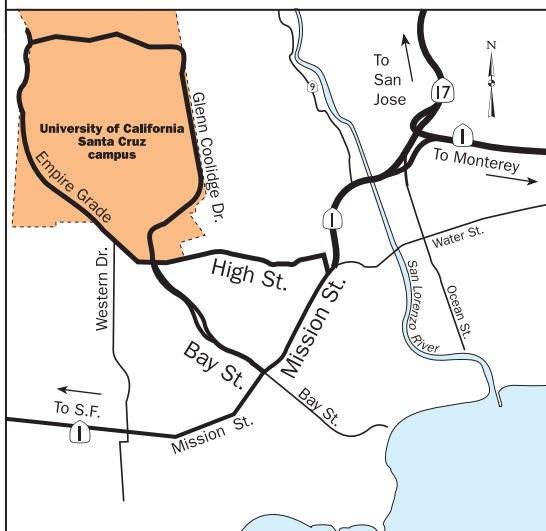 To
San
Jose
N
9
17
University of California
Santa Cruz
campus
Glenn Coolidge Dr.
1
To Monterey
Empire Grade
1
Water St.
High St.
Western Dr.
Mission St.
San Lorenzo
River
Ocean St.
Bay St.
To S.F.
Bay St.
1
Mission St.